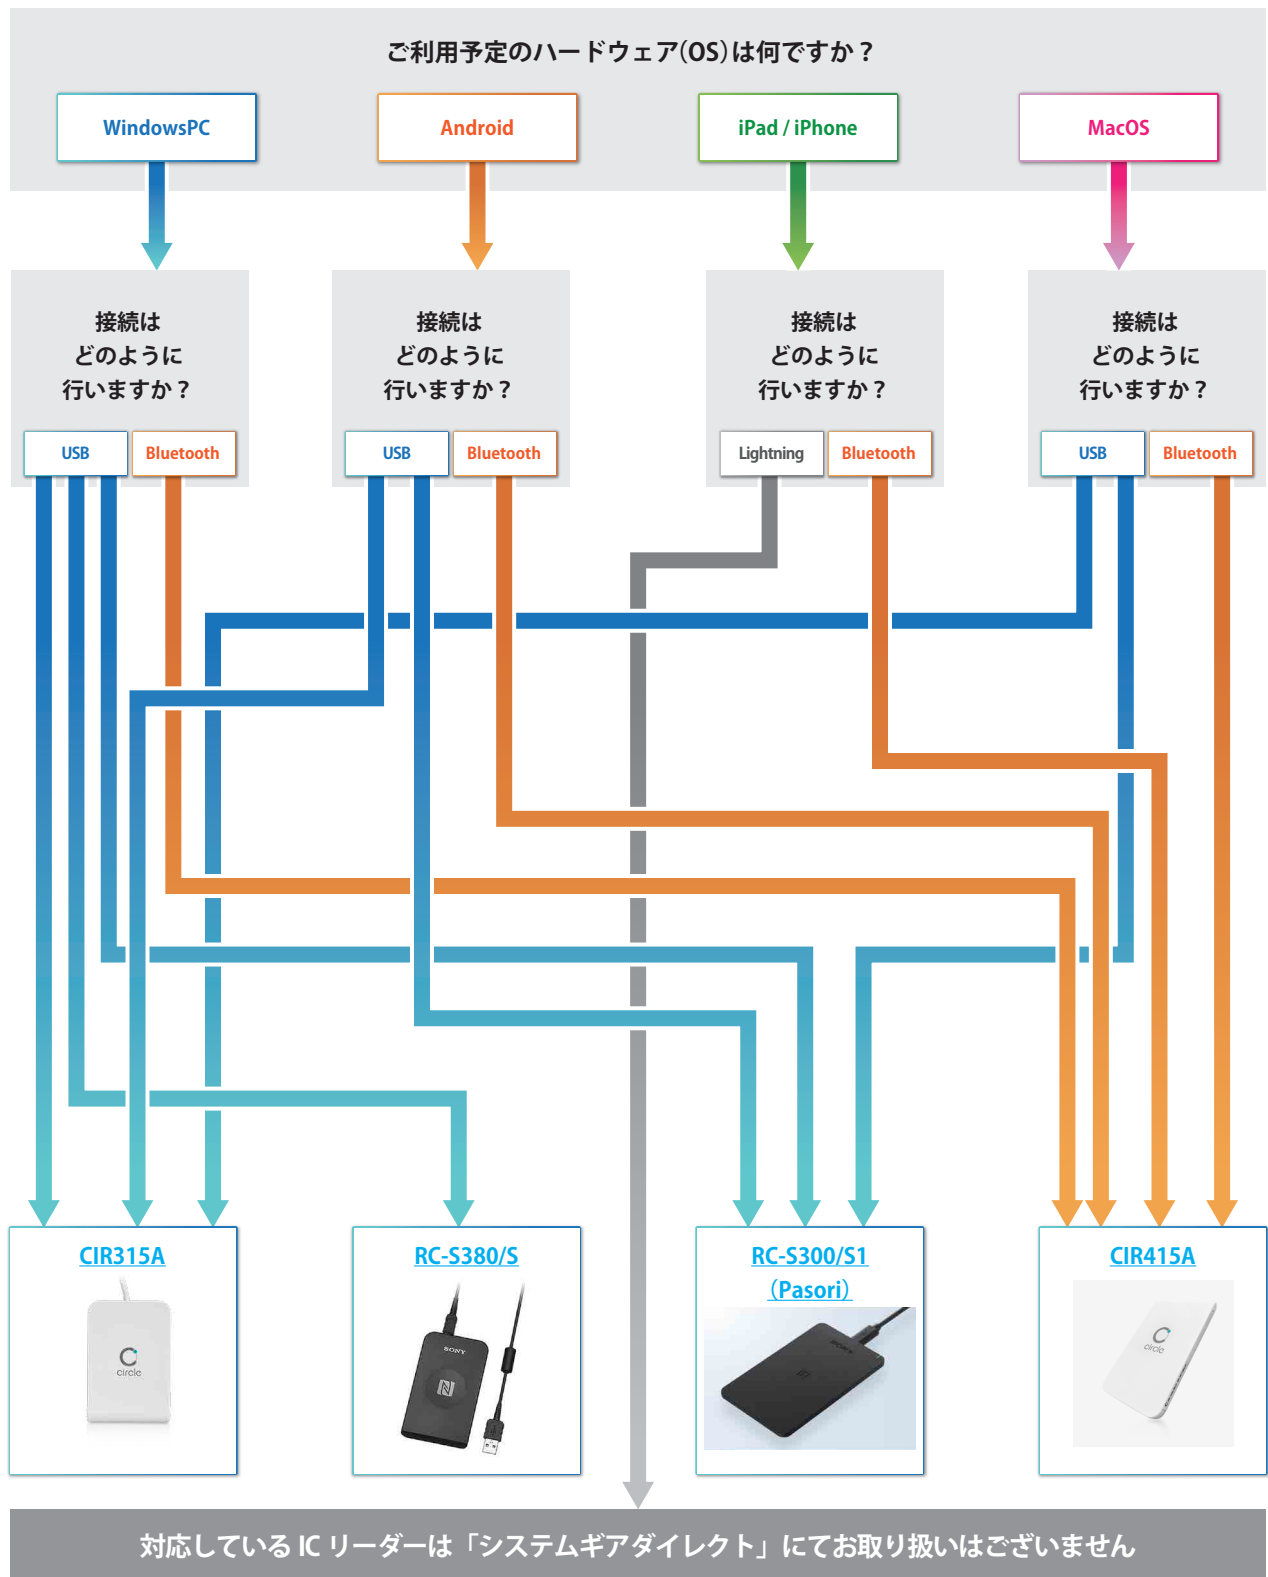 ご利用予定のハードウェア(OS)は何ですか？
WindowsPC
Android
iPad / iPhone
MacOS
接続は
どのように
行いますか？
USB
Bluetooth
接続は
どのように
行いますか？
USB
Bluetooth
接続は
どのように
行いますか？
Lightning
Bluetooth
接続は
どのように
行いますか？
USB
Bluetooth
CIR315A
circle
RC-S380/S
SONY
RC-S300/S1
（Pasori）
SONY
CIR415A
circle
対応している IC リーダーは「システムギアダイレクト」にてお取り扱いはございません